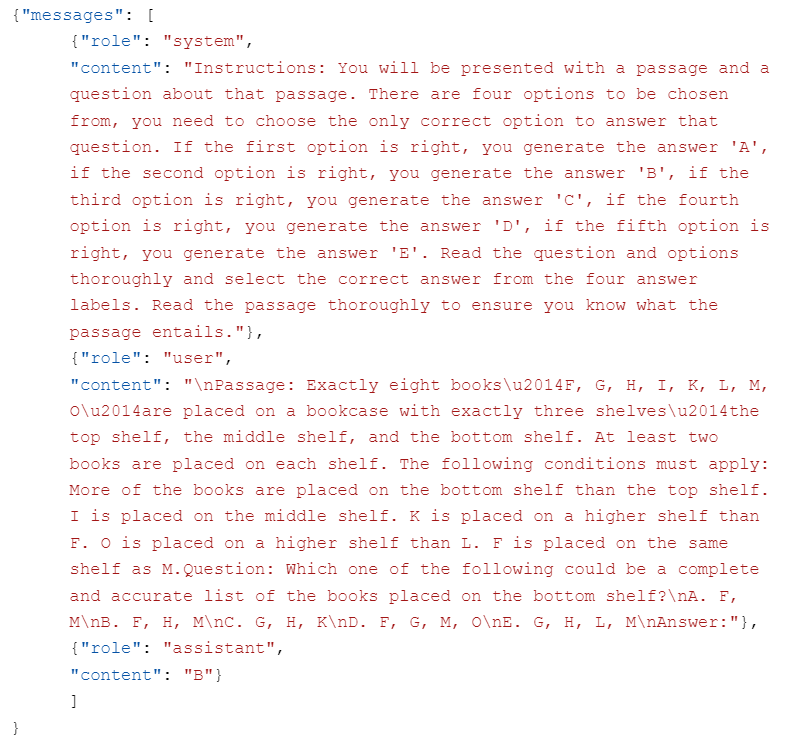 {"messages": [
{"role": "system",
"content": "Instructions: You will be presented with a passage and a
question about that passage. There are four options to be chosen
from, you need to choose the only correct option to answer that
question. If the first option is right, you generate the answer 'A',
if the second option is right, you generate the answer 'B', if the
third option is right, you generate the answer 'C', if the fourth
option is right, you generate the answer 'D', if the fifth option is
right, you generate the answer 'E'. Read the question and options
thoroughly and select the correct answer from the four answer
labels. Read the passage thoroughly to ensure you know what the
passage entails."},
{"role": "user",
"content": "\nPassage: Exactly eight books\u2014F, G, H, I, K, L, M,
O\u2014are placed on a bookcase with exactly three shelves\u2014the
top shelf, the middle shelf, and the bottom shelf. At least two
books are placed on each shelf. The following conditions must apply:
More of the books are placed on the bottom shelf than the top shelf.
I is placed on the middle shelf. K is placed on a higher shelf than
F. O is placed on a higher shelf than L. F is placed on the same
shelf as M.Question: Which one of the following could be a complete
and accurate list of the books placed on the bottom shelf?\nA. F,
M\nB. F, H, M\nC. G, H, K\nD. F, G, M, O\nE. G, H, L, M\nAnswer:"},
{"role": "assistant",
"content": "B"}
]
}